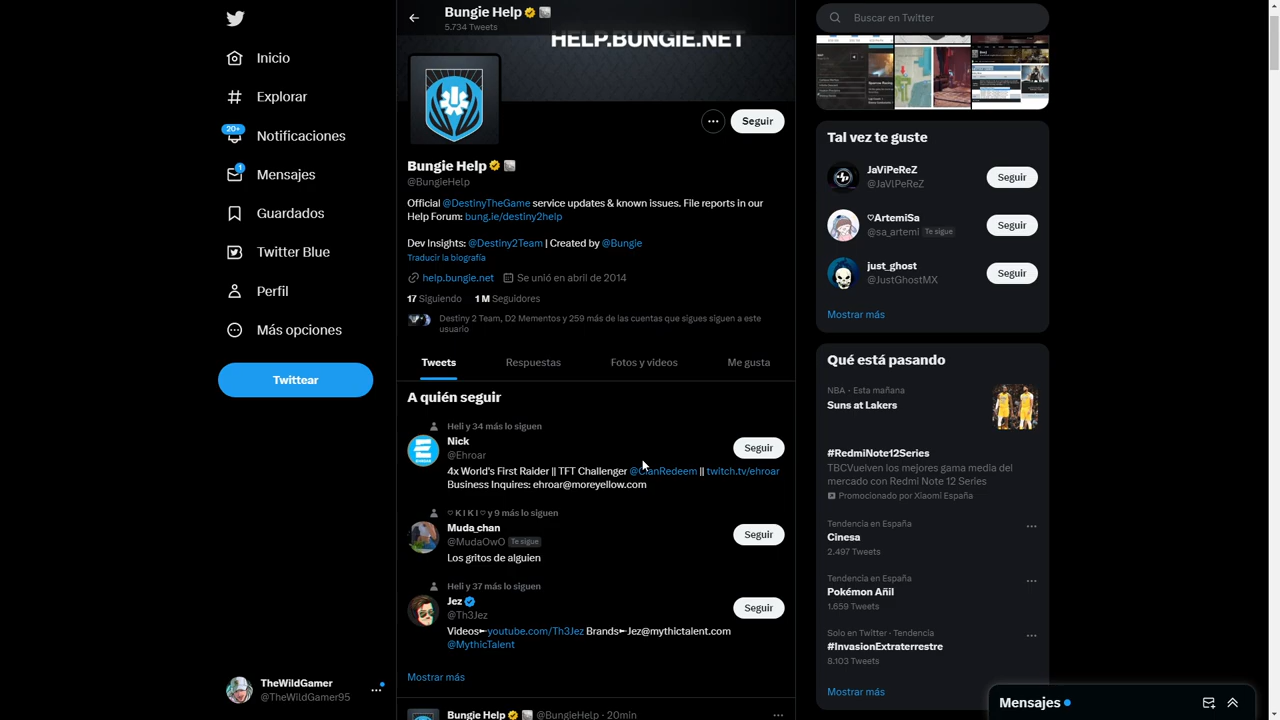 Inicio
Explorar
20+
Notificaciones
1
Mensajes
Guardados
Twitter Blue
Perfil
Más opciones
Twittear
TheWildGamer
@TheWildGamer95
Bungie Help
5.734 Tweets
HELP.BUNGIE.NET
Seguir
Bungie Help
@BungieHelp
Official @DestinyTheGame service updates & known issues. File reports in our
Help Forum: bung.ie/destiny2help
Dev Insights: @Destiny2Team | Created by @Bungie
Traducir la biografía
help.bungie.net Se unió en abril de 2014
17 Siguiendo 1 M Seguidores
Destiny 2 Team, D2 Mementos y 259 más de las cuentas que sigues siguen a este
usuario
Tweets Respuestas Fotos y videos Me gusta
A quién seguir
Heli y 34 más lo siguen
Nick
@Ehroar
Seguir
4x World's First Raider || TFT Challenger @ClanRedeem || twitch.tv/ehroar
Business Inquires: ehroar@moreyellow.com
♡ K I K I ♡ y 9 más lo siguen
Muda_chan
@MudaOwO Te sigue
Seguir
Los gritos de alguien
Heli y 37 más lo siguen
Jez
@Th3Jez
Seguir
Videos► youtube.com/Th3Jez Brands► Jez@mythictalent.com
@MythicTalent
Mostrar más
Bungie Help @BungieHelp · 20min
Buscar en Twitter
Tal vez te guste
JaViPeReZ
@JaVlPeReZ
Seguir
♡ArtemiSa
@sa_artemi Te sigue
Seguir
just_ghost
@JustGhostMX
Seguir
Mostrar más
Qué está pasando
NBA · Esta mañana
Suns at Lakers
#RedmiNote12Series
TBCVuelven los mejores gama media del
mercado con Redmi Note 12 Series
Promocionado por Xiaomi España
Tendencia en España
Cinesa
2.497 Tweets
Tendencia en España
Pokémon Añil
1.659 Tweets
Solo en Twitter · Tendencia
#InvasionExtraterrestre
8.103 Tweets
Mostrar más
Mensajes